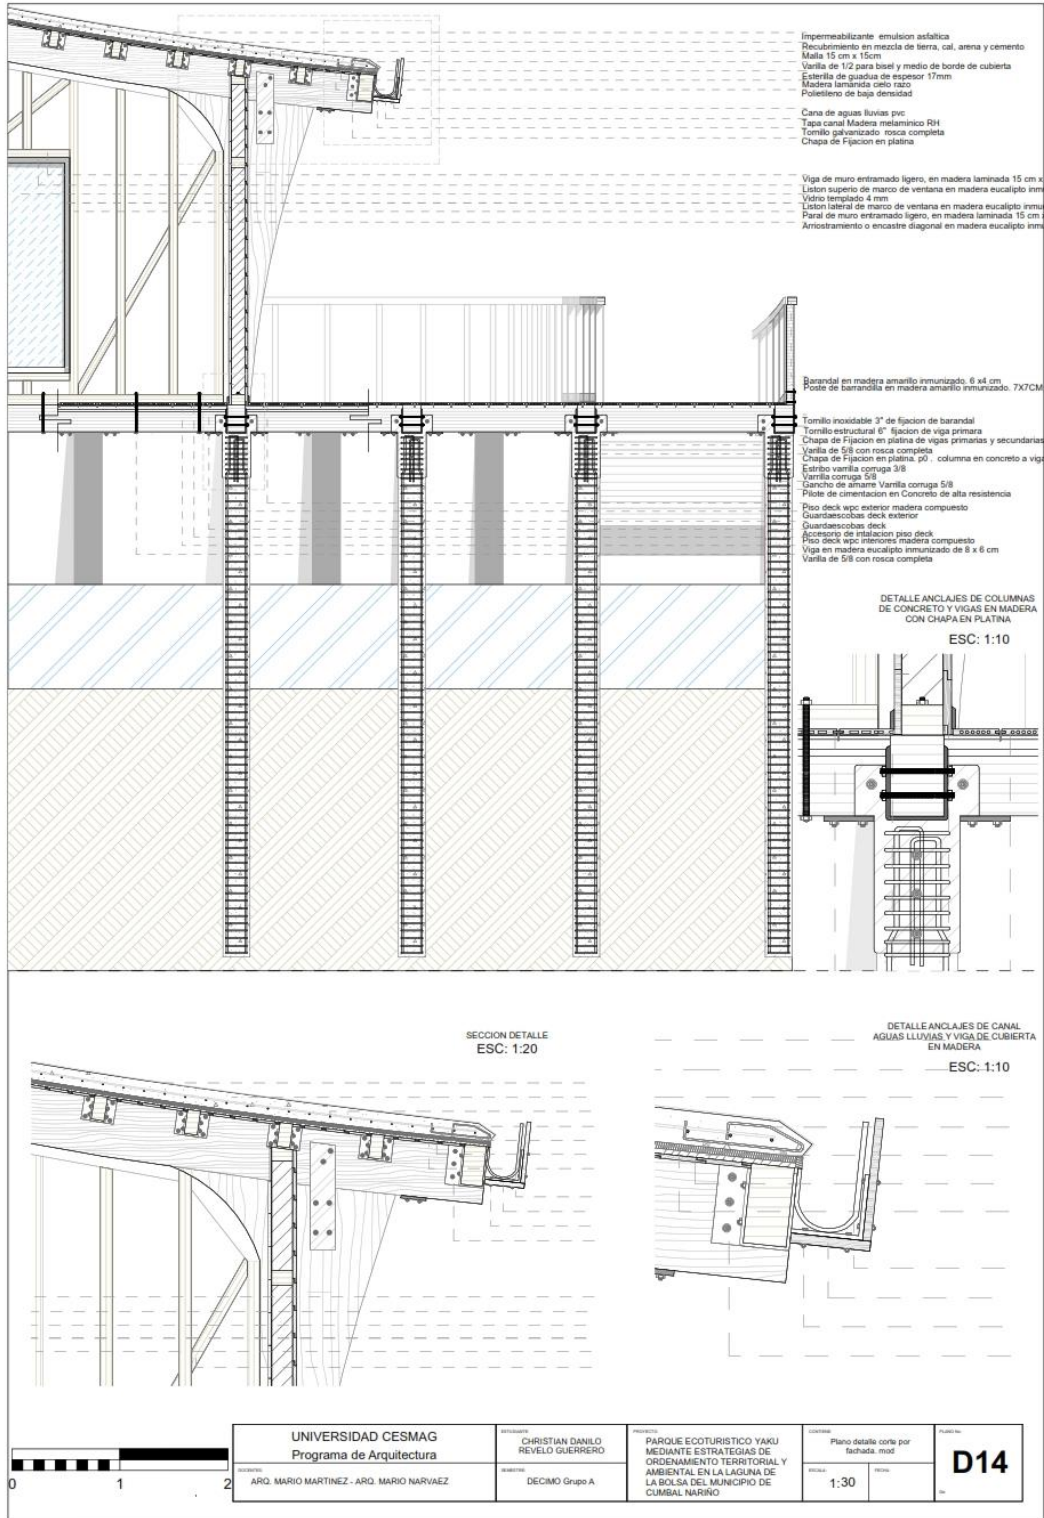 Impermeabilizante emulsion asfaltica
Recubrimiento en mezcla de tierra, cal, arena y cemento
Malla 15 cm x 15cm
Varilla de 1/2 para bisel y medio de borde de cubierta
Esterilla de guadua de espesor 17mm
Madera lamanida cielo razo
Polietileno de baja densidad
Cana de aguas lluvias pvc
Tapa canal Madera melaminico RH
Tornillo galvanizado rosca completa
Chapa de Fijacion en platina
Viga de muro entramado ligero, en madera laminada 15 cm x
Liston superio de marco de ventana en madera eucalipto inm
Vidrio templado 4 mm
Liston lateral de marco de ventana en madera eucalipto inmu
Paral de muro entramado ligero, en madera laminada 15 cm
Arriostramiento o encastre diagonal en madera eucalipto inmu
Barandal en madera amarillo inmunizado. 6 x4 cm
Poste de barrandilla en madera amarillo inmunizado. 7X7CM
Tornillo inoxidable 3" de fijacion de barandal
Tornillo estructural 6" fijacion de viga primara
Chapa de Fijacion en platina de vigas primarias y secundarias
Varilla de 5/8 con rosca completa
Chapa de Fijacion en platina. p0 . columna en concreto a viga
Estribo varrilla corruga 3/8
Varrilla corruga 5/8
Gancho de amarre Varrilla corruga 5/8
Pilote de cimentacion en Concreto de alta resistencia
Piso deck wpc exterior madera compuesto
Guardaescobas deck exterior
Guardaescobas deck
Accesorio de intalacion piso deck
Piso deck wpc interiores madera compuesto
Viga en madera eucalipto inmunizado de 8 x 6 cm
Varilla de 5/8 con rosca completa
DETALLE ANCLAJES DE COLUMNAS
DE CONCRETO Y VIGAS EN MADERA
CON CHAPA EN PLATINA
ESC: 1:10
SECCION DETALLE
ESC: 1:20
DETALLE ANCLAJES DE CANAL
AGUAS LLUVIAS Y VIGA DE CUBIERTA
EN MADERA
ESC: 1:10
0 1 2
UNIVERSIDAD CESMAG
Programa de Arquitectura
DOCENTES:
ARQ. MARIO MARTINEZ - ARQ. MARIO NARVAEZ
ESTUDIANTE:
CHRISTIAN DANILO
REVELO GUERRERO
SEMESTRE:
DECIMO Grupo A
PROYECTO:
PARQUE ECOTURISTICO YAKU
MEDIANTE ESTRATEGIAS DE
ORDENAMIENTO TERRITORIAL Y
AMBIENTAL EN LA LAGUNA DE
LA BOLSA DEL MUNICIPIO DE
CUMBAL NARIÑO
CONTIENE:
Plano detalle corte por
fachada. mod
ESCALA:
1:30
FECHA:
PLANO No.
D14